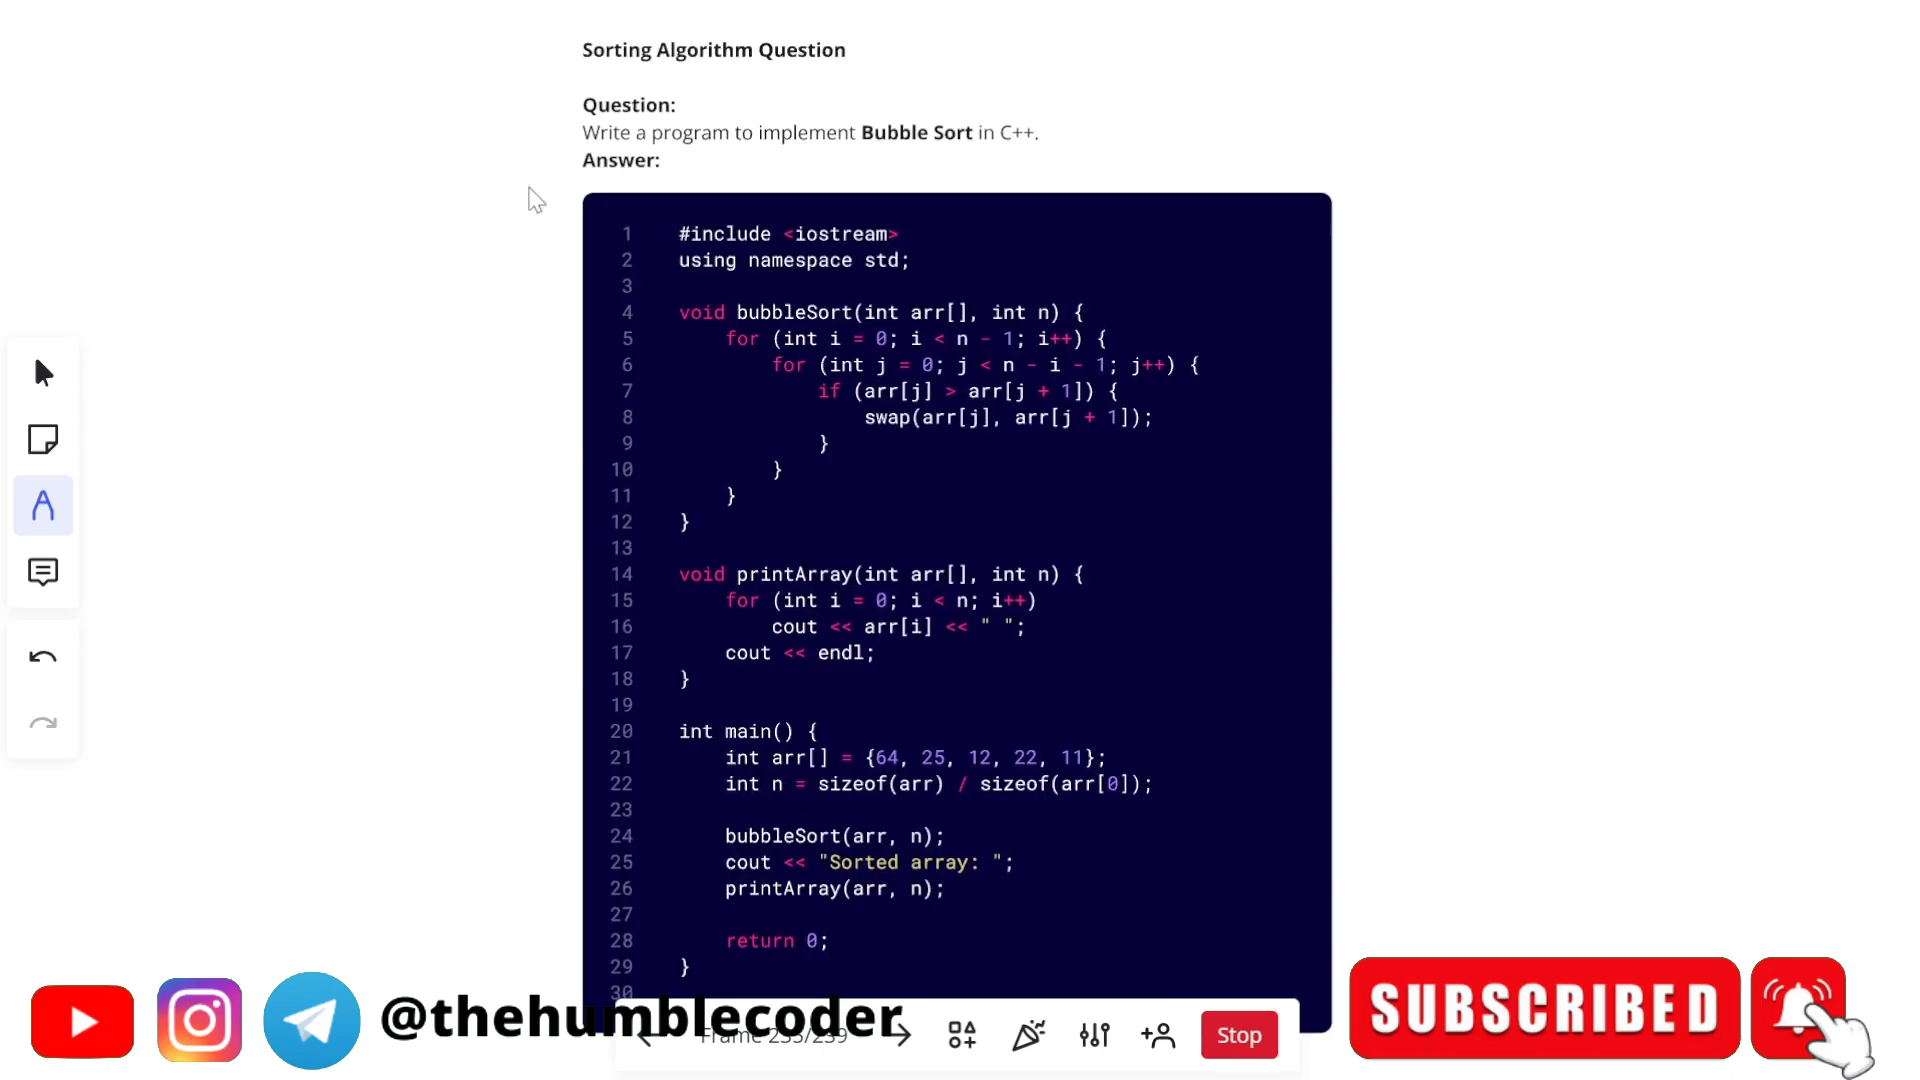 Sorting Algorithm Question
Question:
Write a program to implement Bubble Sort in C++.
Answer:
1 #include <iostream>
2 using namespace std;
3
4 void bubbleSort(int arr[], int n) {
5 for (int i = 0; i < n - 1; i++) {
6 for (int j = 0; j < n - i - 1; j++) {
7 if (arr[j] > arr[j + 1]) {
8 swap(arr[j], arr[j + 1]);
9 }
10 }
11 }
12 }
13
14 void printArray(int arr[], int n) {
15 for (int i = 0; i < n; i++)
16 cout << arr[i] << " ";
17 cout << endl;
18 }
19
20 int main() {
21 int arr[] = {64, 25, 12, 22, 11};
22 int n = sizeof(arr) / sizeof(arr[0]);
23
24 bubbleSort(arr, n);
25 cout << "Sorted array: ";
26 printArray(arr, n);
27
28 return 0;
29 }
30
@thehumblecoder
Frame 233/239
Stop
SUBSCRIBED